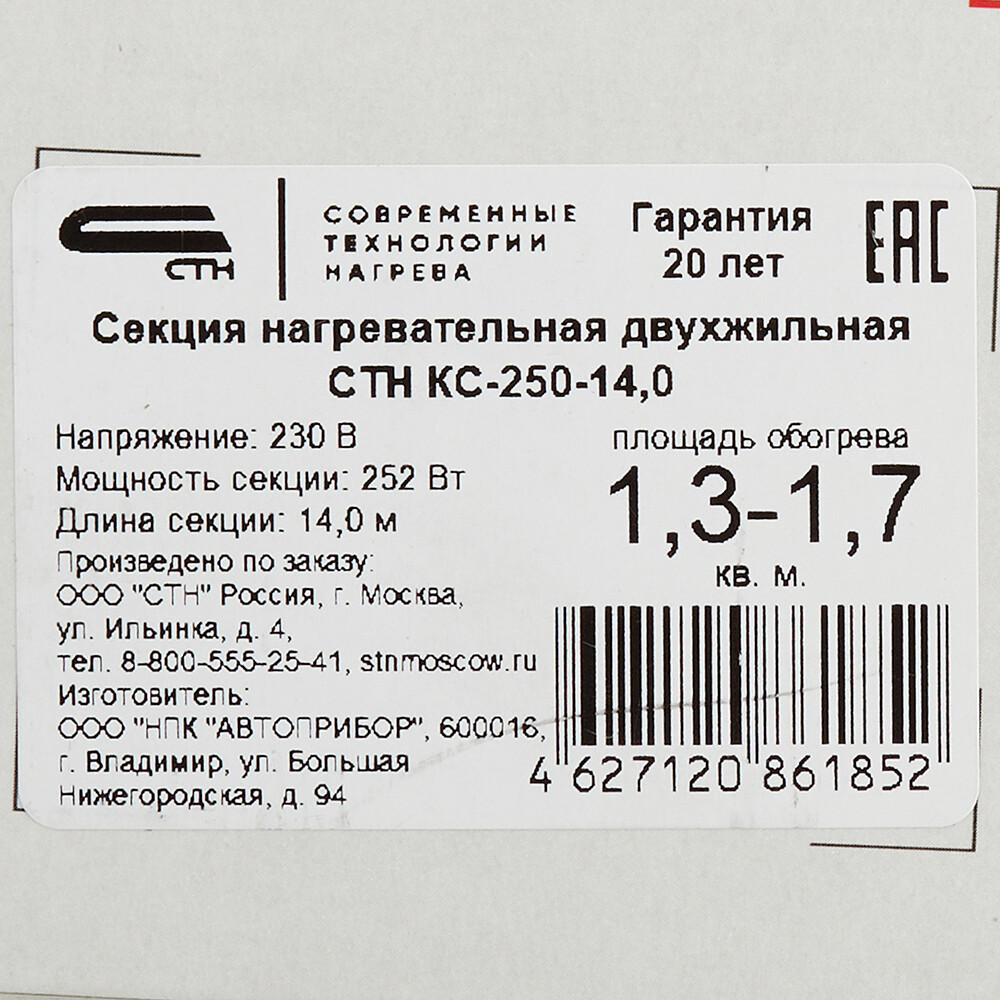 СТН
СОВРЕМЕННЫЕ
ТЕХНОЛОГИИ
НАГРЕВА
Гарантия
20 лет
EAC
Секция нагревательная двухжильная
СТН КС-250-14,0
Напряжение: 230 В
Мощность секции: 252 Вт
Длина секции: 14,0 м
Произведено по заказу:
ООО "СТН" Россия, г. Москва,
ул. Ильинка, д. 4,
тел. 8-800-555-25-41, stnmoscow.ru
Изготовитель:
ООО "НПК "АВТОПРИБОР", 600016,
г. Владимир, ул. Большая
Нижегородская, д. 94
площадь обогрева
1,3-1,7
кв. м.
4 627120 861852